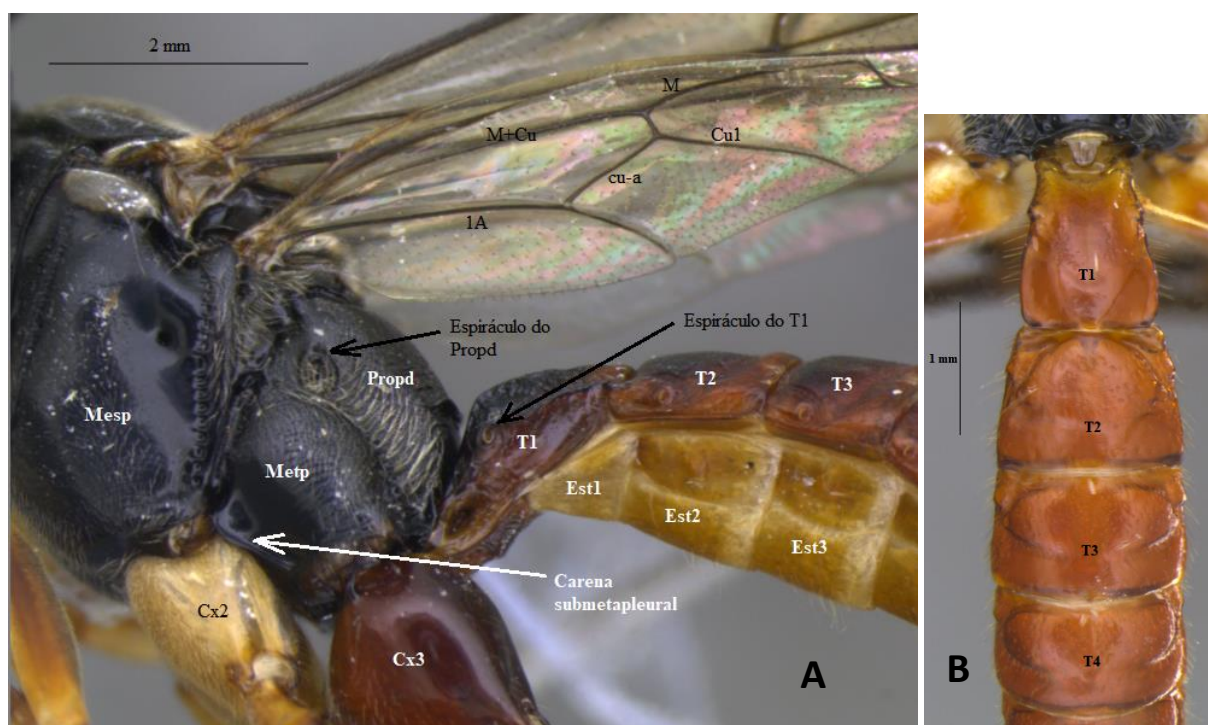 2 mm
M
M+Cu
Cu1
cu-a
1A
Espiráculo do
Propd
Espiráculo do T1
Propd
T2
T3
Mesp
T1
Metp
Est1
Est2
Est3
Carena
submetapleural
Cx2
Cx3
A
T1
1 mm
T2
T3
T4
B